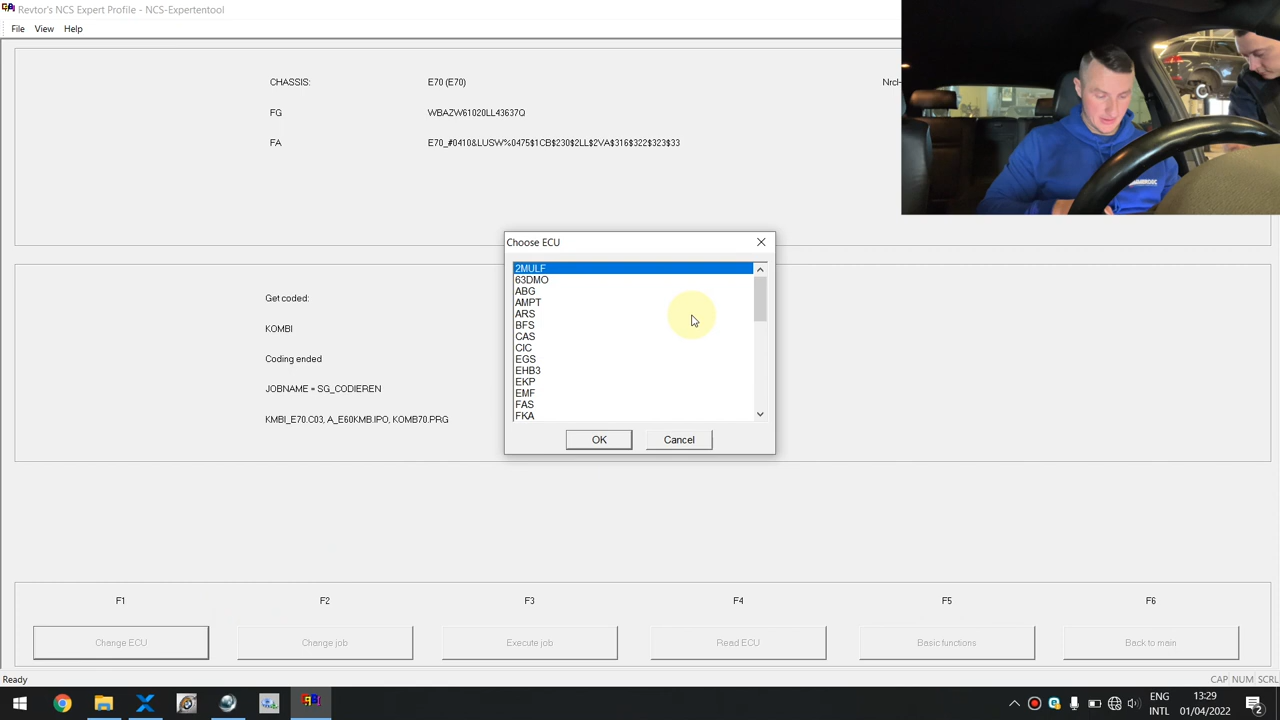 Revtor's NCS Expert Profile - NCS-Expertentool
File View Help
CHASSIS: E70 (E70)
FG WBAZW61020LL43637Q
FA E70_#0410&LUSW%0475$1CB$230$2LL$2VA$316$322$323$33
Get coded:
KOMBI
Coding ended
JOBNAME = SG_CODIEREN
KMBI_E70.C03, A_E60KMB.IPO, KOMB70.PRG
Choose ECU
2MULF
63DMO
ABG
AMPT
ARS
BFS
CAS
CIC
EGS
EHB3
EKP
EMF
FAS
FKA
OK Cancel
F1 F2 F3 F4 F5 F6
Change ECU Change job Execute job Read ECU Basic functions Back to main
Ready
CAP NUM SCRL
ENG
INTL
13:29
01/04/2022
2